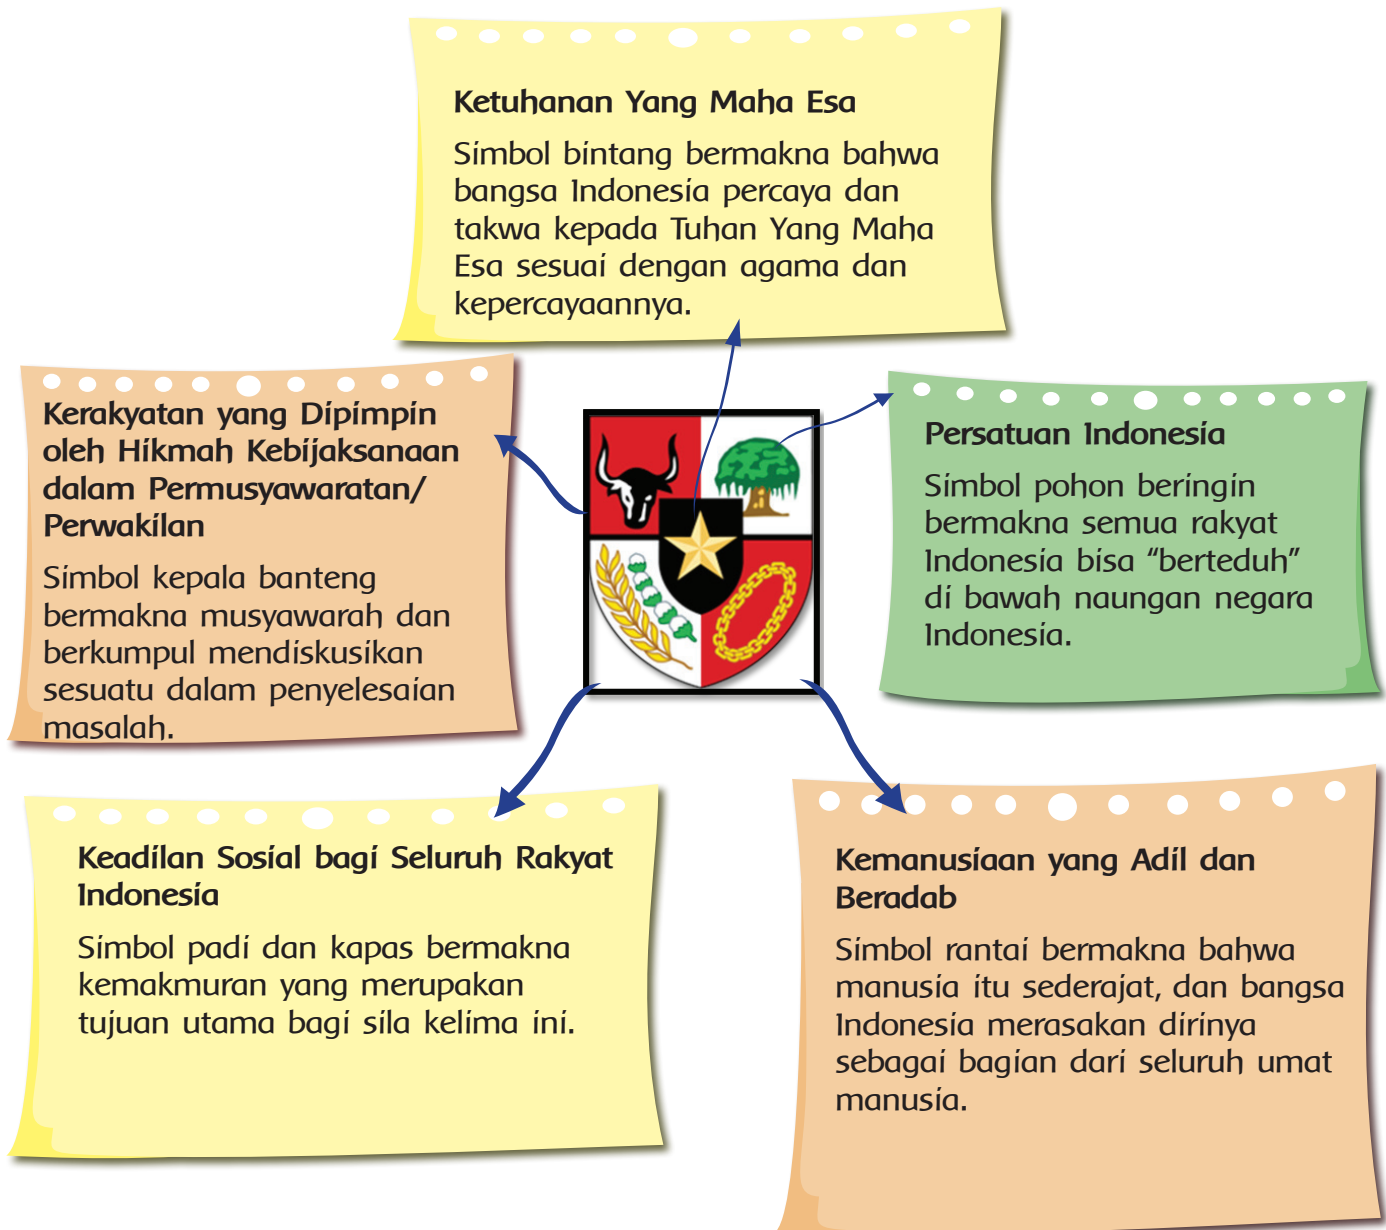 Ketuhanan Yang Maha Esa
Simbol bintang bermakna bahwa
bangsa Indonesia percaya dan
takwa kepada Tuhan Yang Maha
Esa sesuai dengan agama dan
kepercayaannya.
Kerakyatan yang Dipimpin
oleh Hikmah Kebijaksanaan
dalam Permusyawaratan/
Perwakilan
Simbol kepala banteng
bermakna musyawarah dan
berkumpul mendiskusikan
sesuatu dalam penyelesaian
masalah.
Persatuan Indonesia
Simbol pohon beringin
bermakna semua rakyat
Indonesia bisa “berteduh”
di bawah naungan negara
Indonesia.
Keadilan Sosial bagi Seluruh Rakyat
Indonesia
Simbol padi dan kapas bermakna
kemakmuran yang merupakan
tujuan utama bagi sila kelima ini.
Kemanusiaan yang Adil dan
Beradab
Simbol rantai bermakna bahwa
manusia itu sederajat, dan bangsa
Indonesia merasakan dirinya
sebagai bagian dari seluruh umat
manusia.